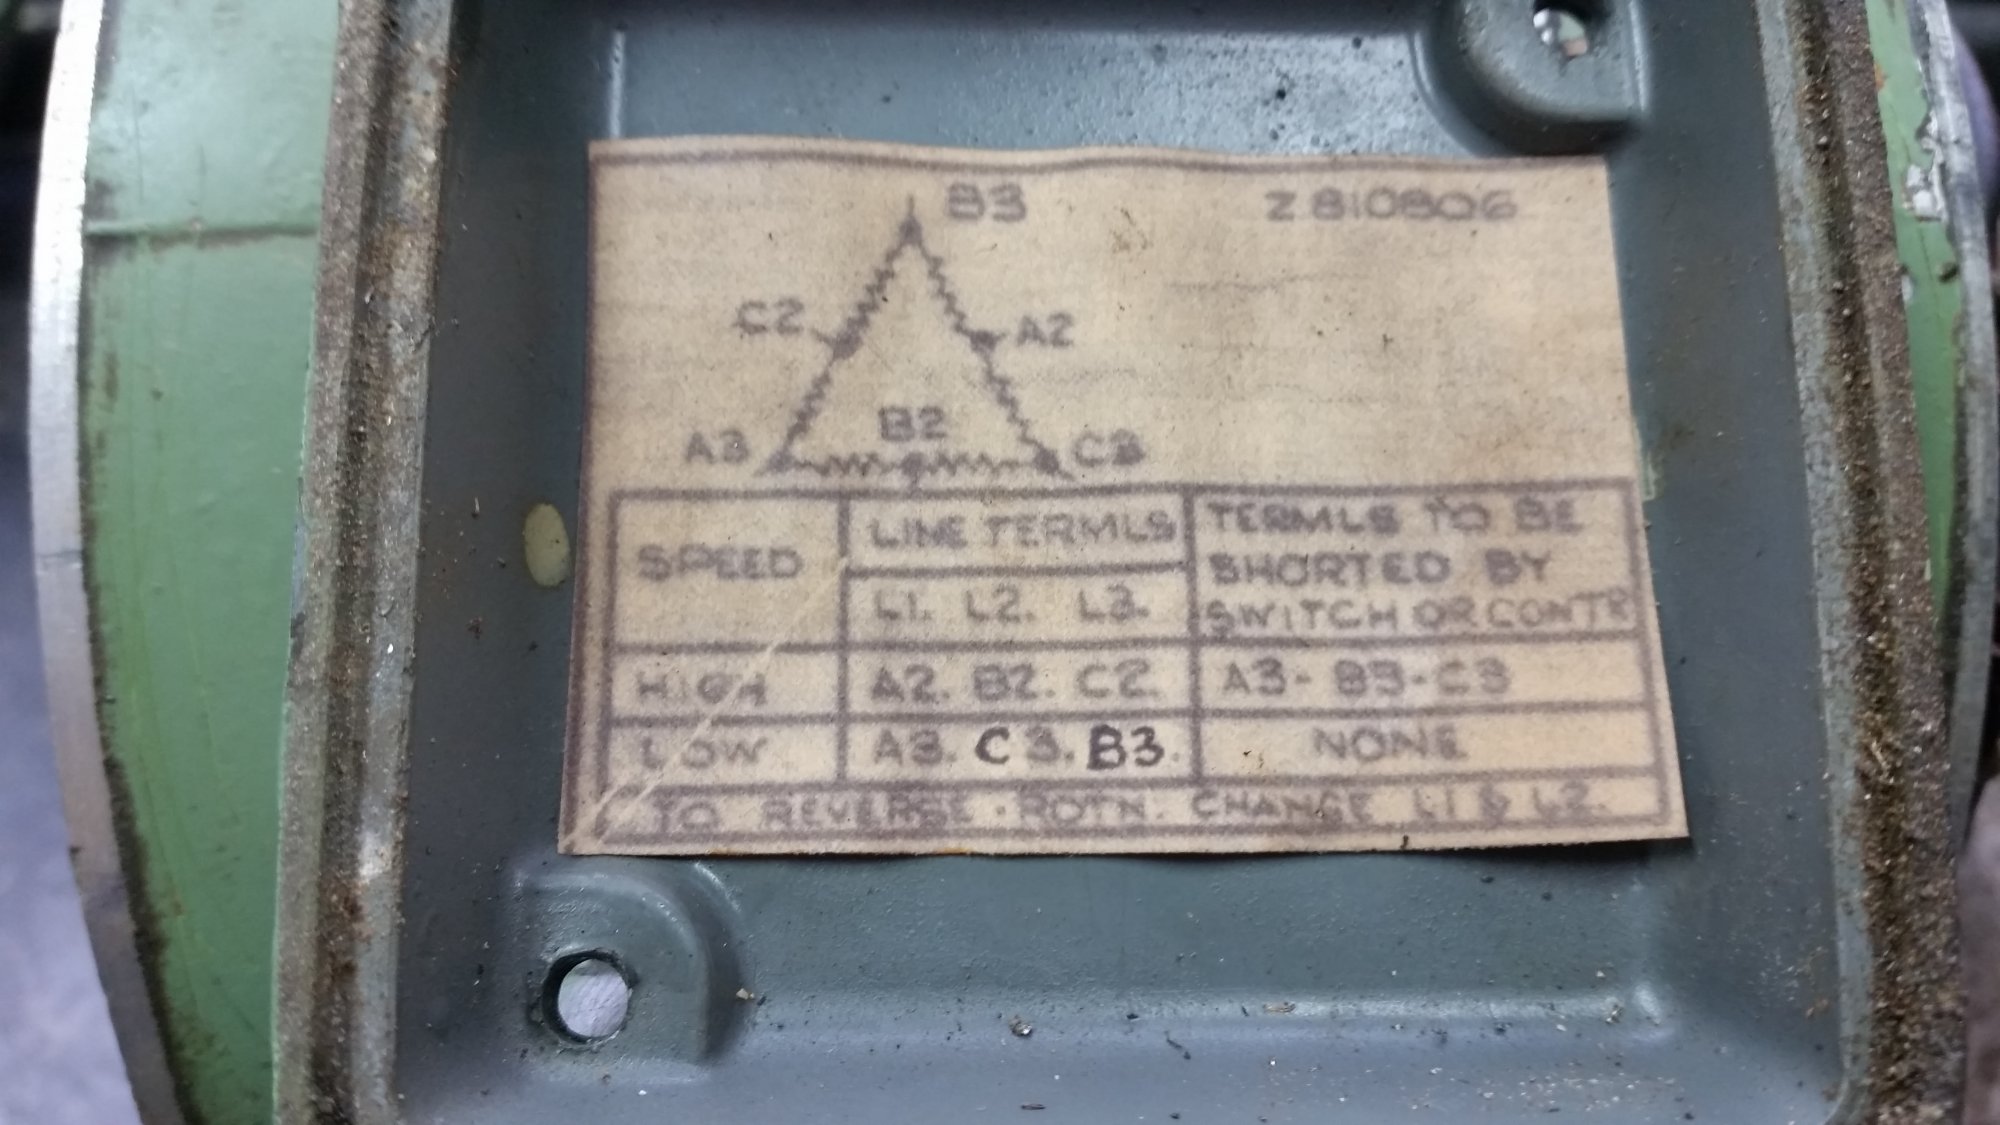 B3 Z810806
C2 A2
B2
A3 C3
SPEED LINE TERMLS TERMLS TO BE SHORTED BY SWITCH OR CONTR
L1. L2. L3.
HIGH A2. B2. C2. A3-B3-C3
LOW A3. C3. B3. NONE
TO REVERSE·ROTN. CHANGE L1 & L2.